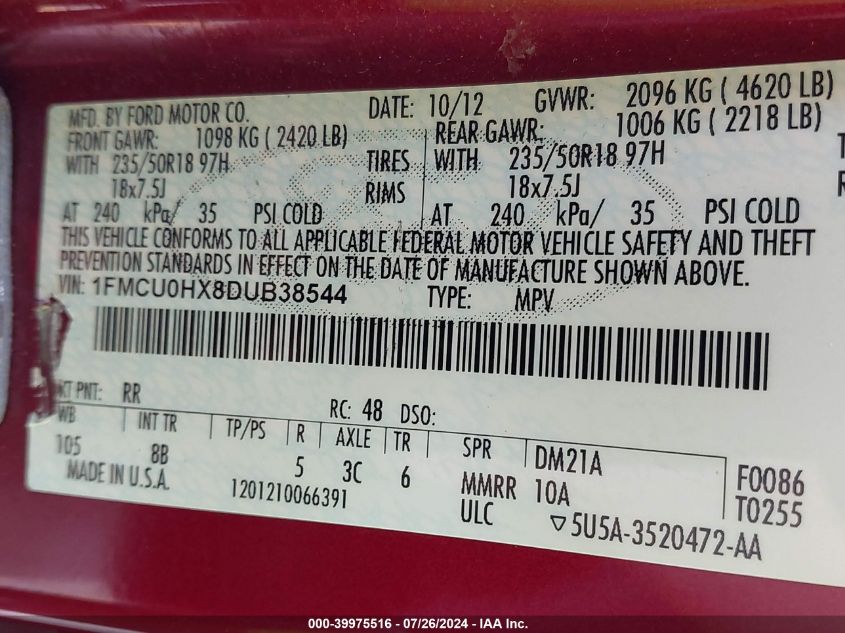 MFD. BY FORD MOTOR CO. DATE: 10/12 GVWR: 2096 KG ( 4620 LB)
FRONT GAWR: 1098 KG ( 2420 LB) REAR GAWR: 1006 KG ( 2218 LB)
WITH 235/50R18 97H TIRES WITH 235/50R18 97H
18x7.5J RIMS 18x7.5J
AT 240 kPa/ 35 PSI COLD AT 240 kPa/ 35 PSI COLD
THIS VEHICLE CONFORMS TO ALL APPLICABLE FEDERAL MOTOR VEHICLE SAFETY AND THEFT
PREVENTION STANDARDS IN EFFECT ON THE DATE OF MANUFACTURE SHOWN ABOVE.
VIN: 1FMCU0HX8DUB38544 TYPE: MPV
PNT: RR RC: 48 DSO:
WB INT TR TP/PS R AXLE TR SPR DM21A F0086
105 8B 5 3C 6 MMRR 10A T0255
MADE IN U.S.A. 1201210066391 ULC ▽5U5A-3520472-AA
000-39975516 - 07/26/2024 - IAA Inc.